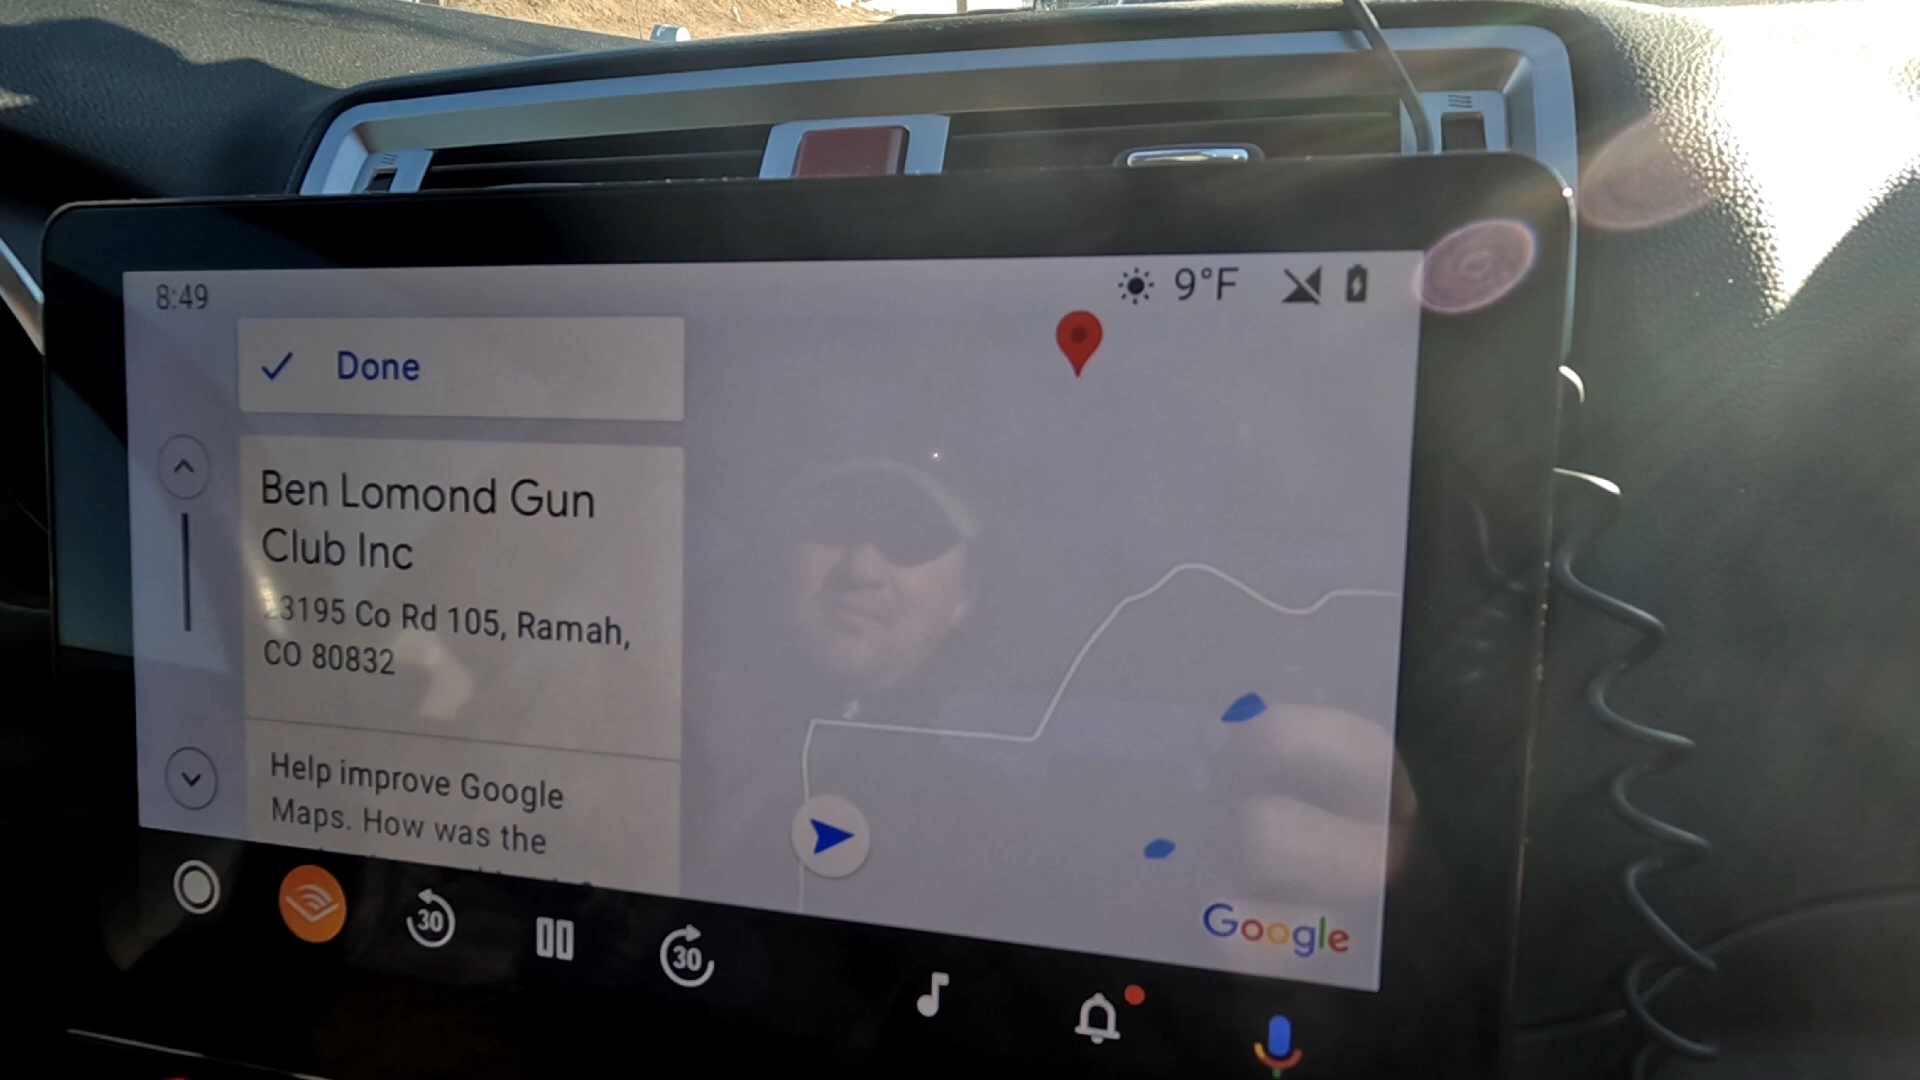 8:49
9°F
Done
Ben Lomond Gun
Club Inc
23195 Co Rd 105, Ramah,
CO 80832
Help improve Google
Maps. How was the
Google
30
30